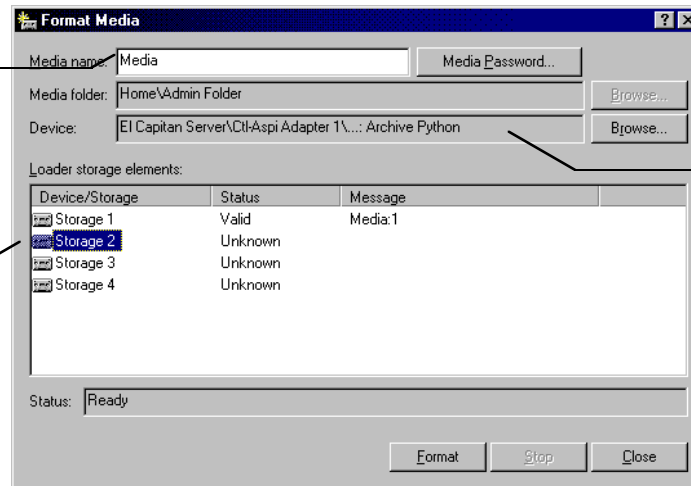 Format Media
Media name: Media Media Password...
Media folder: Home\Admin Folder Browse...
Device: El Capitan Server\Ctl-Aspi Adapter 1\...: Archive Python Browse...
Loader storage elements:
Device/Storage Status Message
Storage 1 Valid Media:1
Storage 2 Unknown
Storage 3 Unknown
Storage 4 Unknown
Status: Ready
Format Stop Close